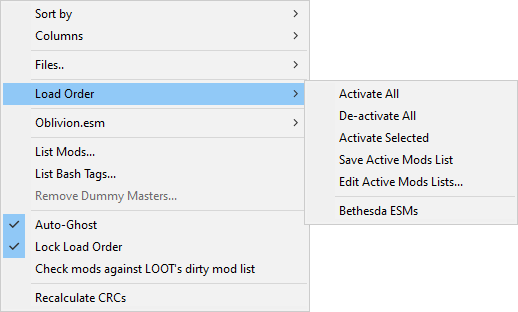 Sort by
Columns
Files..
Load Order
Oblivion.esm
List Mods...
List Bash Tags...
Remove Dummy Masters...
Auto-Ghost
Lock Load Order
Check mods against LOOT's dirty mod list
Recalculate CRCs
Activate All
De-activate All
Activate Selected
Save Active Mods List
Edit Active Mods Lists...
Bethesda ESMs